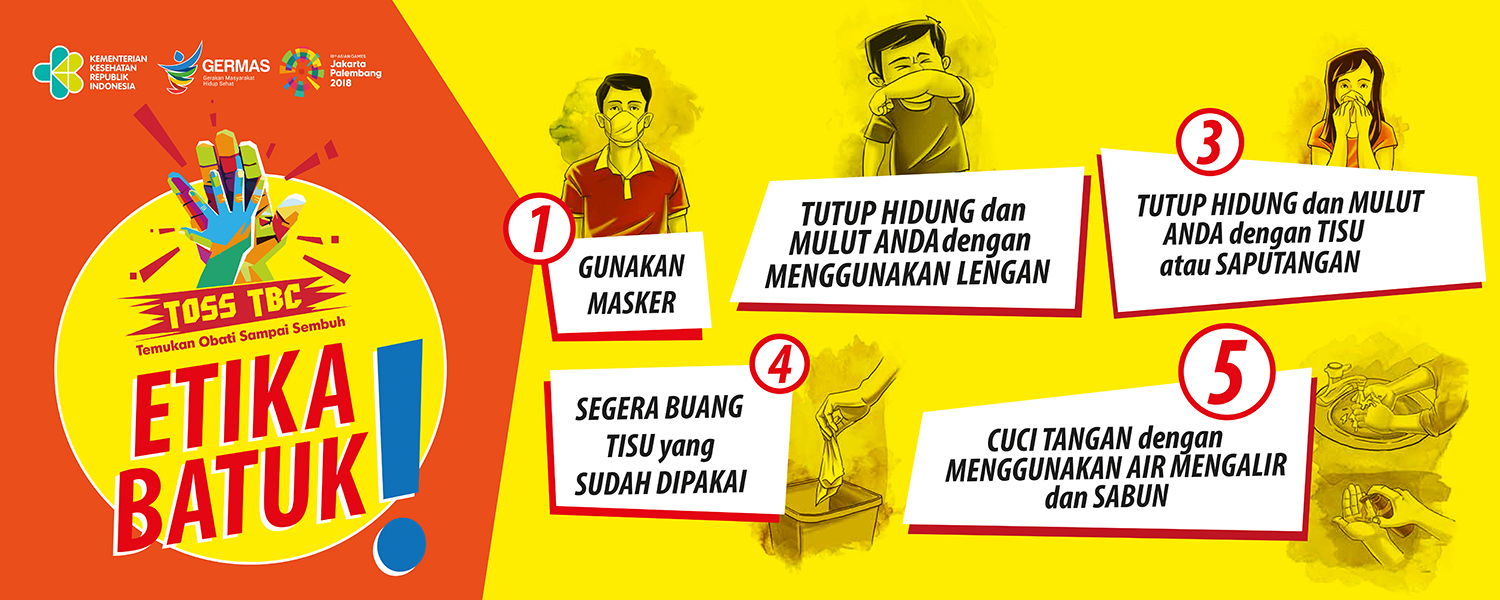 KEMENTERIAN
KESEHATAN
REPUBLIK
INDONESIA
GERMAS
Gerakan Masyarakat
Hidup Sehat
18TH ASIAN GAMES
Jakarta
Palembang
2018
TOSS TBC
Temukan Obati Sampai Sembuh
ETIKA
BATUK!
1
GUNAKAN
MASKER
TUTUP HIDUNG dan
MULUT ANDA dengan
MENGGUNAKAN LENGAN
3
TUTUP HIDUNG dan MULUT
ANDA dengan TISU
atau SAPUTANGAN
4
SEGERA BUANG
TISU yang
SUDAH DIPAKAI
5
CUCI TANGAN dengan
MENGGUNAKAN AIR MENGALIR
dan SABUN